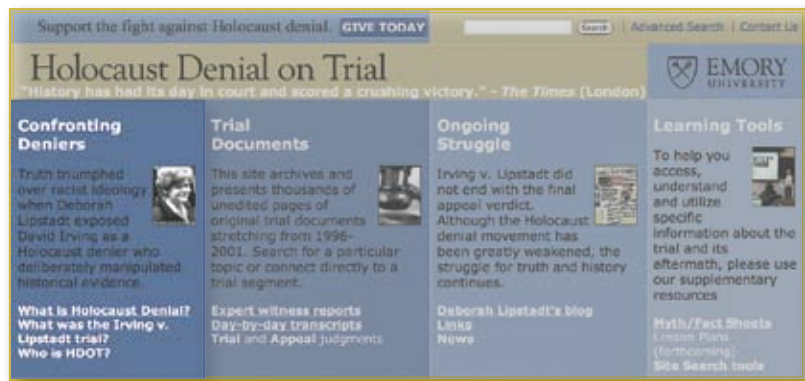 Support the fight against Holocaust denial. GIVE TODAY
Search | Advanced Search | Contact Us
Holocaust Denial on Trial
"History has had its day in court and scored a crushing victory." - The Times (London)
EMORY
UNIVERSITY
Confronting
Deniers
Truth triumphed
over racist ideology
when Deborah
Lipstadt exposed
David Irving as a
Holocaust denier who
deliberately manipulated
historical evidence.
What is Holocaust Denial?
What was the Irving v.
Lipstadt trial?
Who is HDOT?
Trial
Documents
This site archives and
presents thousands of
unedited pages of
original trial documents
stretching from 1996-
2001. Search for a particular
topic or connect directly to a
trial segment.
Expert witness reports
Day-by-day transcripts
Trial and Appeal judgments
Ongoing
Struggle
Irving v. Lipstadt did
not end with the final
appeal verdict.
Although the Holocaust
denial movement has
been greatly weakened, the
struggle for truth and history
continues.
Deborah Lipstadt's blog
Links
News
Learning Tools
To help you
access,
understand
and utilize
specific
information about the
trial and its
aftermath, please use
our supplementary
resources
Myth/Fact Sheets
Lesson Plans
(forthcoming)
Site Search tools